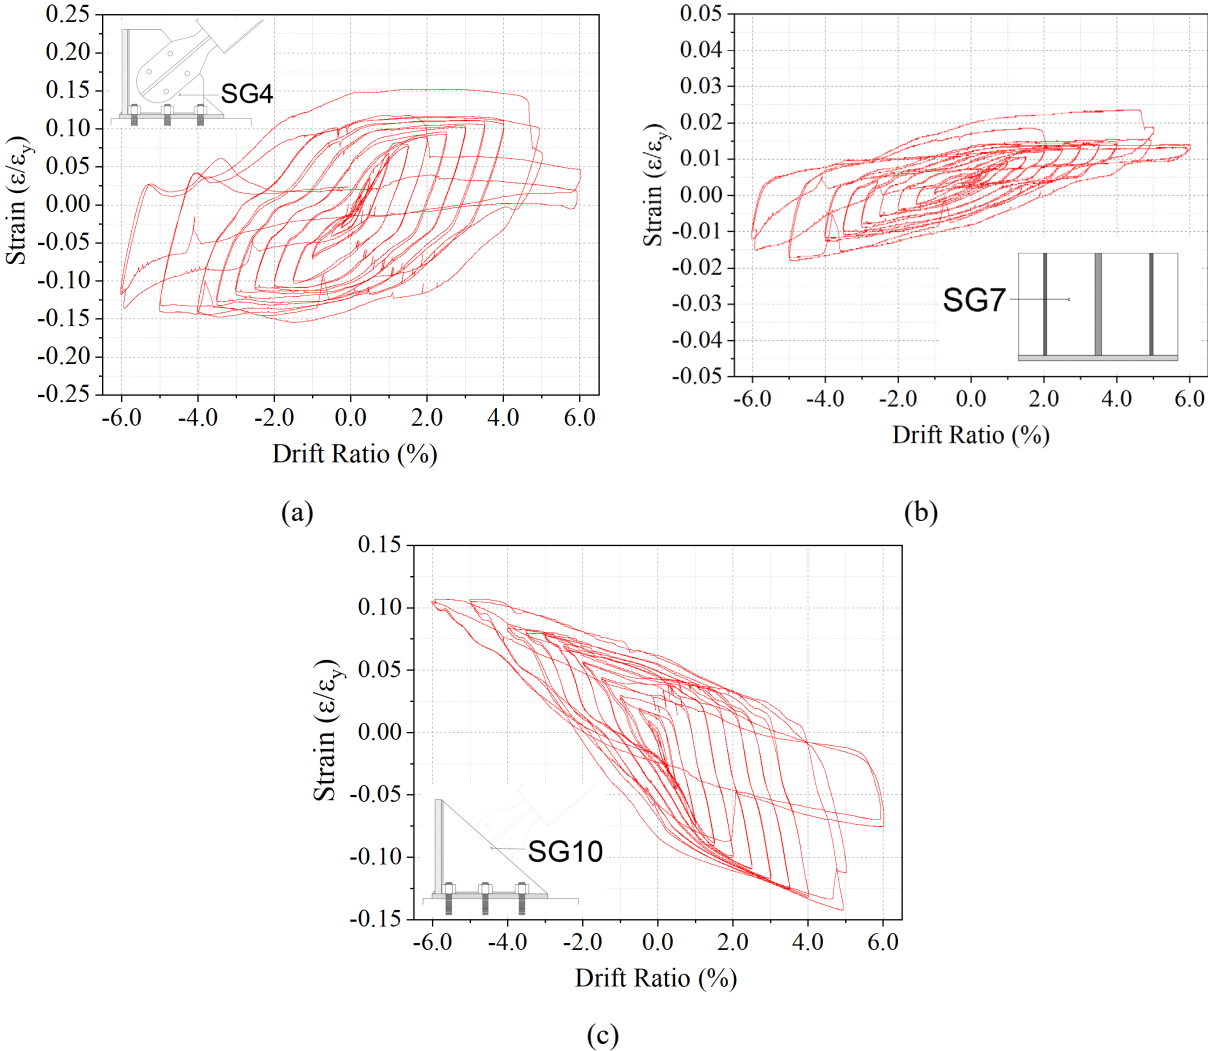 0.25
0.20
0.15
0.10
0.05
0.00
-0.05
-0.10
-0.15
-0.20
-0.25
Strain (ε/εy)
SG4
-6.0 -4.0 -2.0 0.0 2.0 4.0 6.0
Drift Ratio (%)
(a)
0.05
0.04
0.03
0.02
0.01
0.00
-0.01
-0.02
-0.03
-0.04
-0.05
Strain (ε/εy)
SG7
-6.0 -4.0 -2.0 0.0 2.0 4.0 6.0
Drift Ratio (%)
(b)
0.15
0.10
0.05
0.00
-0.05
-0.10
-0.15
Strain (ε/εy)
SG10
-6.0 -4.0 -2.0 0.0 2.0 4.0 6.0
Drift Ratio (%)
(c)